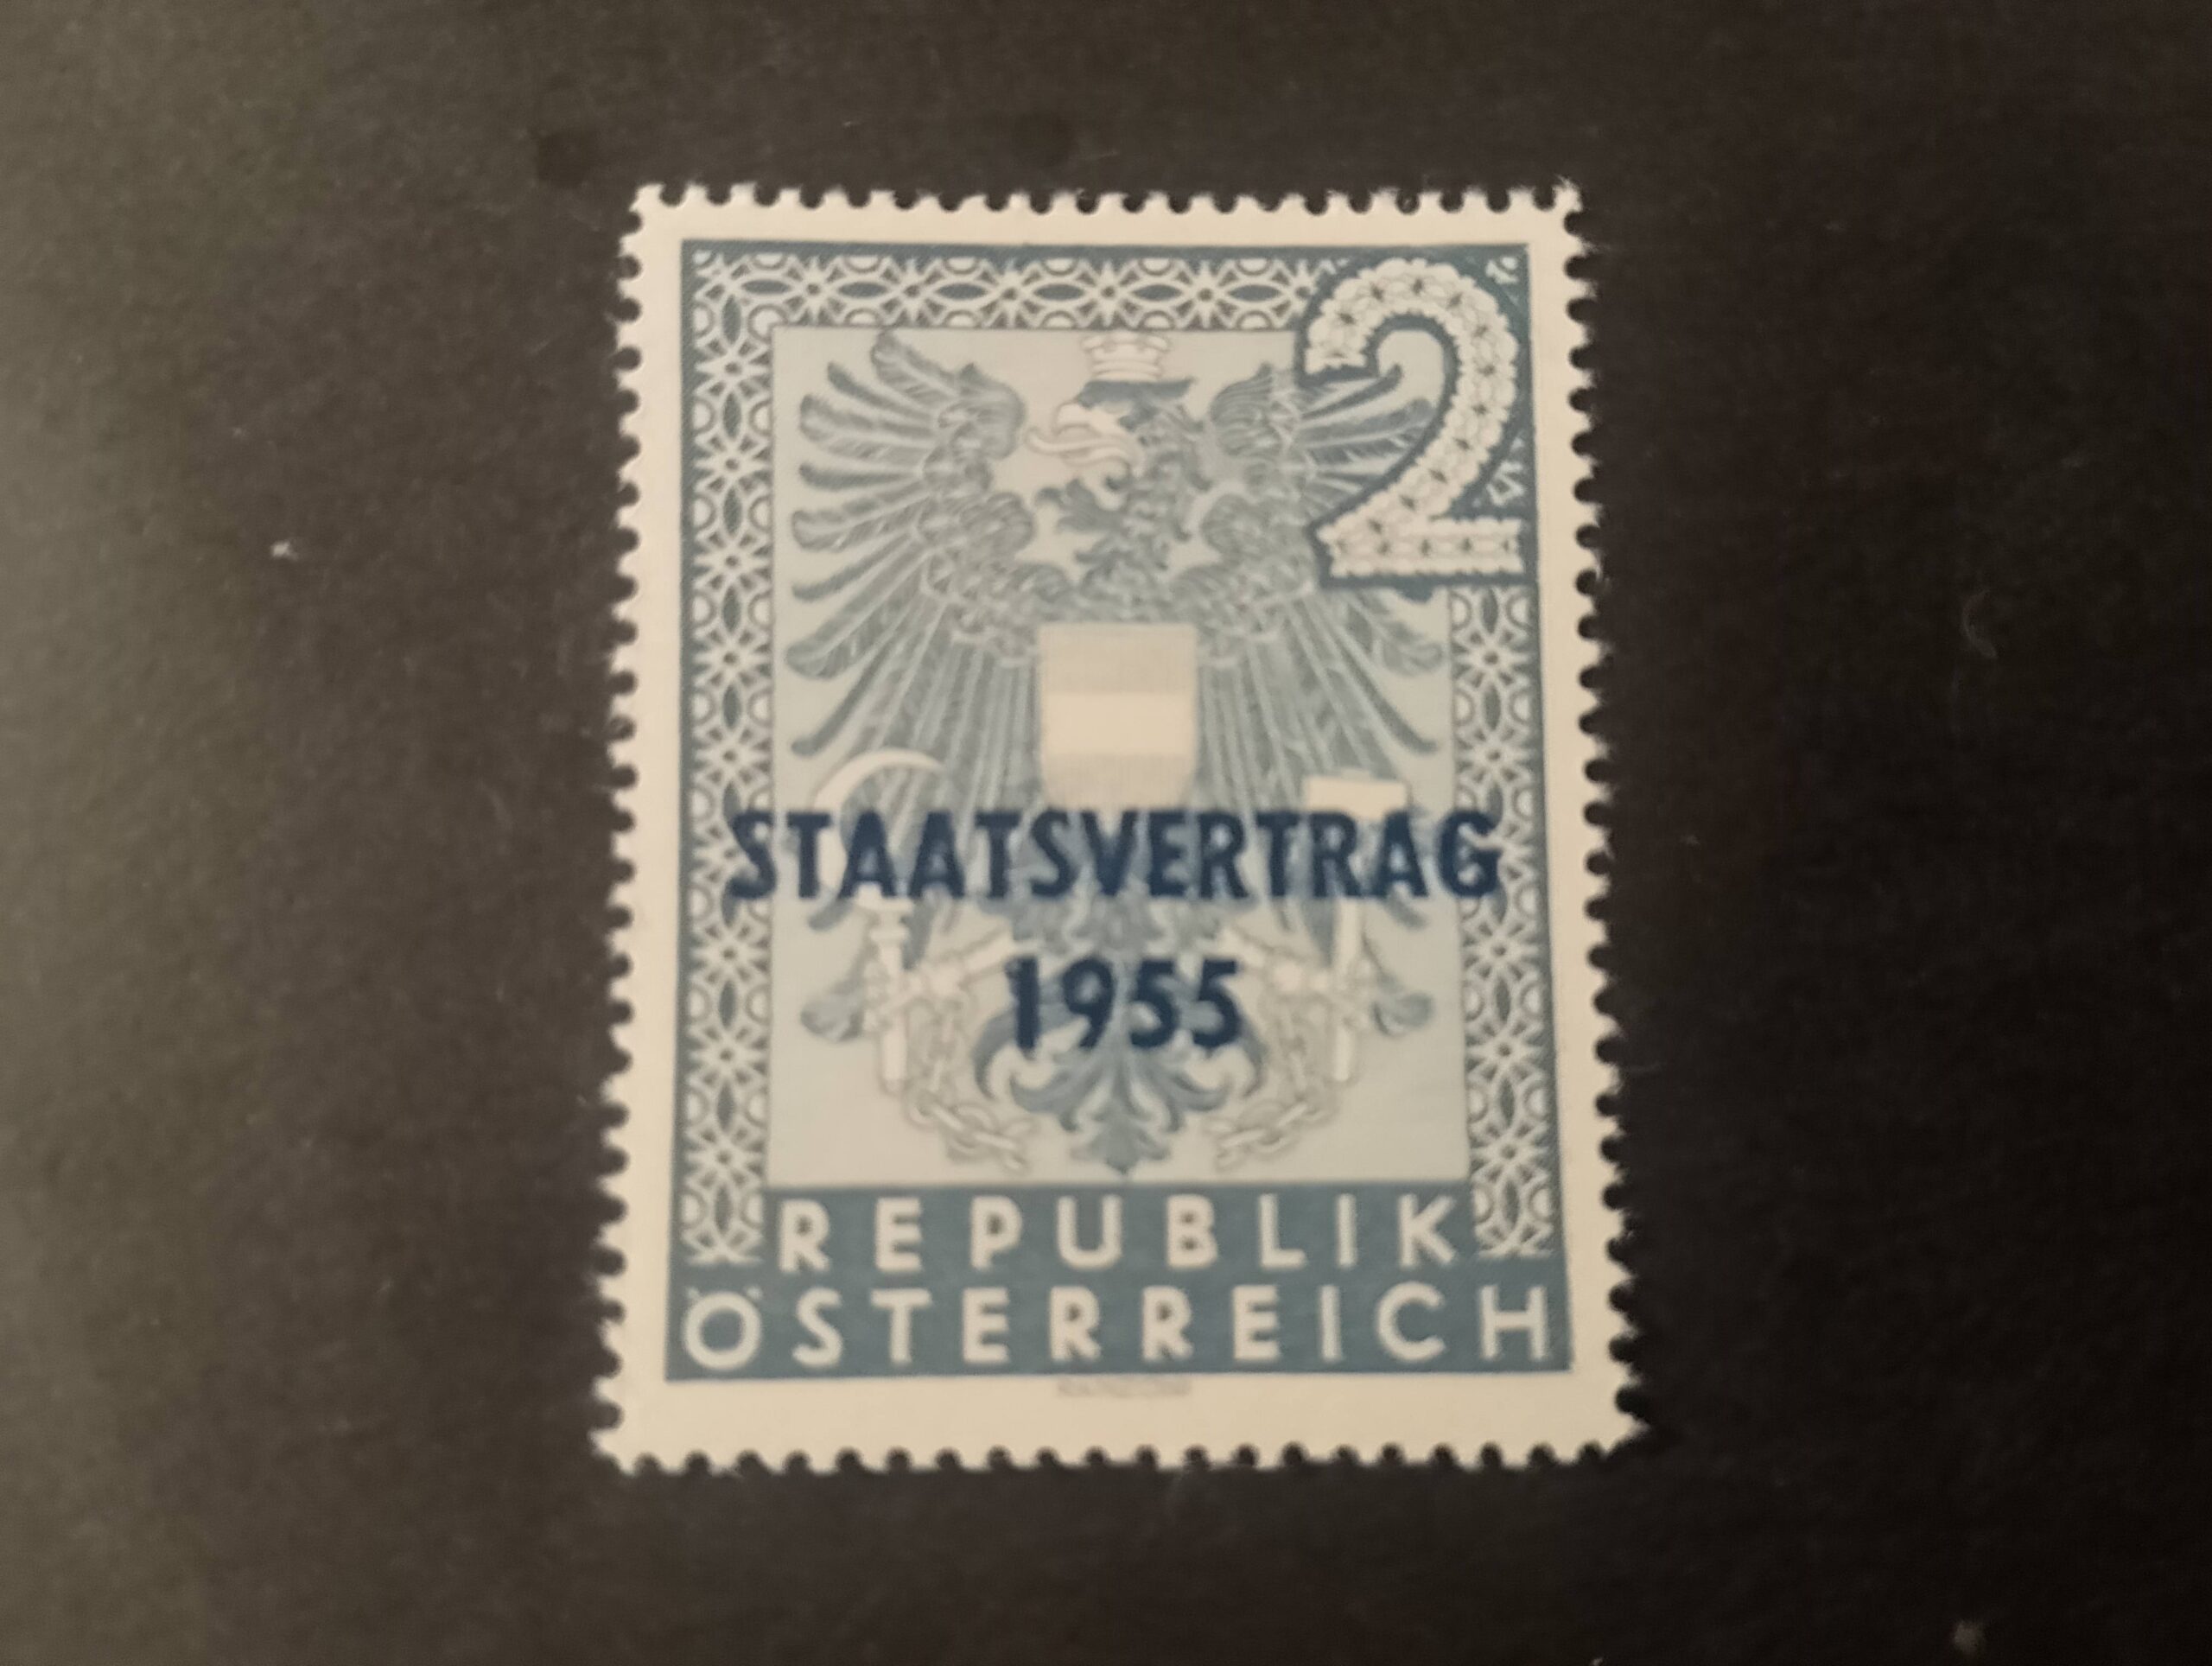 2
STAATSVERTRAG
1955
REPUBLIK
ÖSTERREICH